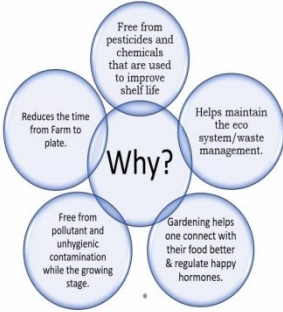 Free from
pesticides and
chemicals
that are used
to improve
shelf life
Reduces the time
from Farm to
plate.
Helps maintain
the eco
system/waste
management.
Why?
Free from
pollutant and
unhygienic
contamination
while the growing
stage.
Gardening helps
one connect with
their food better
& regulate happy
hormones.